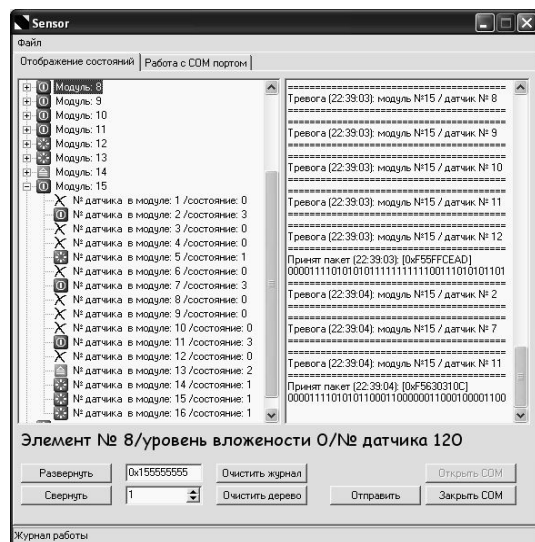 Sensor
Файл
Отображение состояний
Работа с COM портом
Модуль: 8
Модуль: 9
Модуль: 10
Модуль: 11
Модуль: 12
Модуль: 13
Модуль: 14
Модуль: 15
№ датчика в модуле: 1 /состояние: 0
№ датчика в модуле: 2 /состояние: 3
№ датчика в модуле: 3 /состояние: 0
№ датчика в модуле: 4 /состояние: 0
№ датчика в модуле: 5 /состояние: 1
№ датчика в модуле: 6 /состояние: 0
№ датчика в модуле: 7 /состояние: 3
№ датчика в модуле: 8 /состояние: 0
№ датчика в модуле: 9 /состояние: 0
№ датчика в модуле: 10 /состояние: 0
№ датчика в модуле: 11 /состояние: 3
№ датчика в модуле: 12 /состояние: 0
№ датчика в модуле: 13 /состояние: 2
№ датчика в модуле: 14 /состояние: 1
№ датчика в модуле: 15 /состояние: 1
№ датчика в модуле: 16 /состояние: 1
Тревога (22:39:03): модуль №15 / датчик № 8
Тревога (22:39:03): модуль №15 / датчик № 9
Тревога (22:39:03): модуль №15 / датчик № 10
Тревога (22:39:03): модуль №15 / датчик № 11
Тревога (22:39:03): модуль №15 / датчик № 12
Принят пакет (22:39:03): [0xF55FFCEAD]
0000111101010101111111111100111010101101
Тревога (22:39:04): модуль №15 / датчик № 2
Тревога (22:39:04): модуль №15 / датчик № 7
Тревога (22:39:04): модуль №15 / датчик № 11
Принят пакет (22:39:04): [0xF5630310C]
0000111101010110001100000011000100001100
Элемент № 8/уровень вложености 0/№ датчика 120
Развернуть
0x155555555
Очистить журнал
Открыть COM
Свернуть
1
Очистить дерево
Отправить
Закрыть COM
Журнал работы